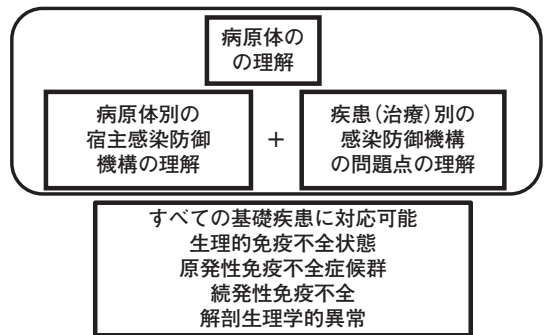 病原体の
の理解
病原体別の
宿主感染防御
機構の理解
+
疾患(治療)別の
感染防御機構
の問題点の理解
すべての基礎疾患に対応可能
生理的免疫不全状態
原発性免疫不全症候群
続発性免疫不全
解剖生理学的異常